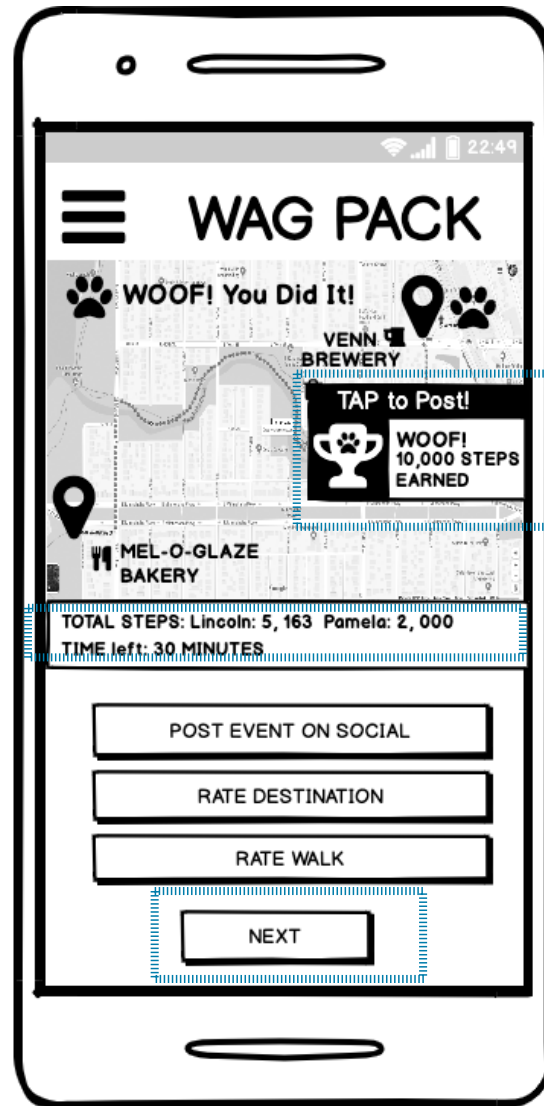 22:49
WAG PACK
WOOF! You Did It!
VENN
BREWERY
TAP to Post!
WOOF!
10,000 STEPS
EARNED
MEL-O-GLAZE
BAKERY
Google
TOTAL STEPS: Lincoln: 5, 163 Pamela: 2, 000
TIME left: 30 MINUTES
POST EVENT ON SOCIAL
RATE DESTINATION
RATE WALK
NEXT